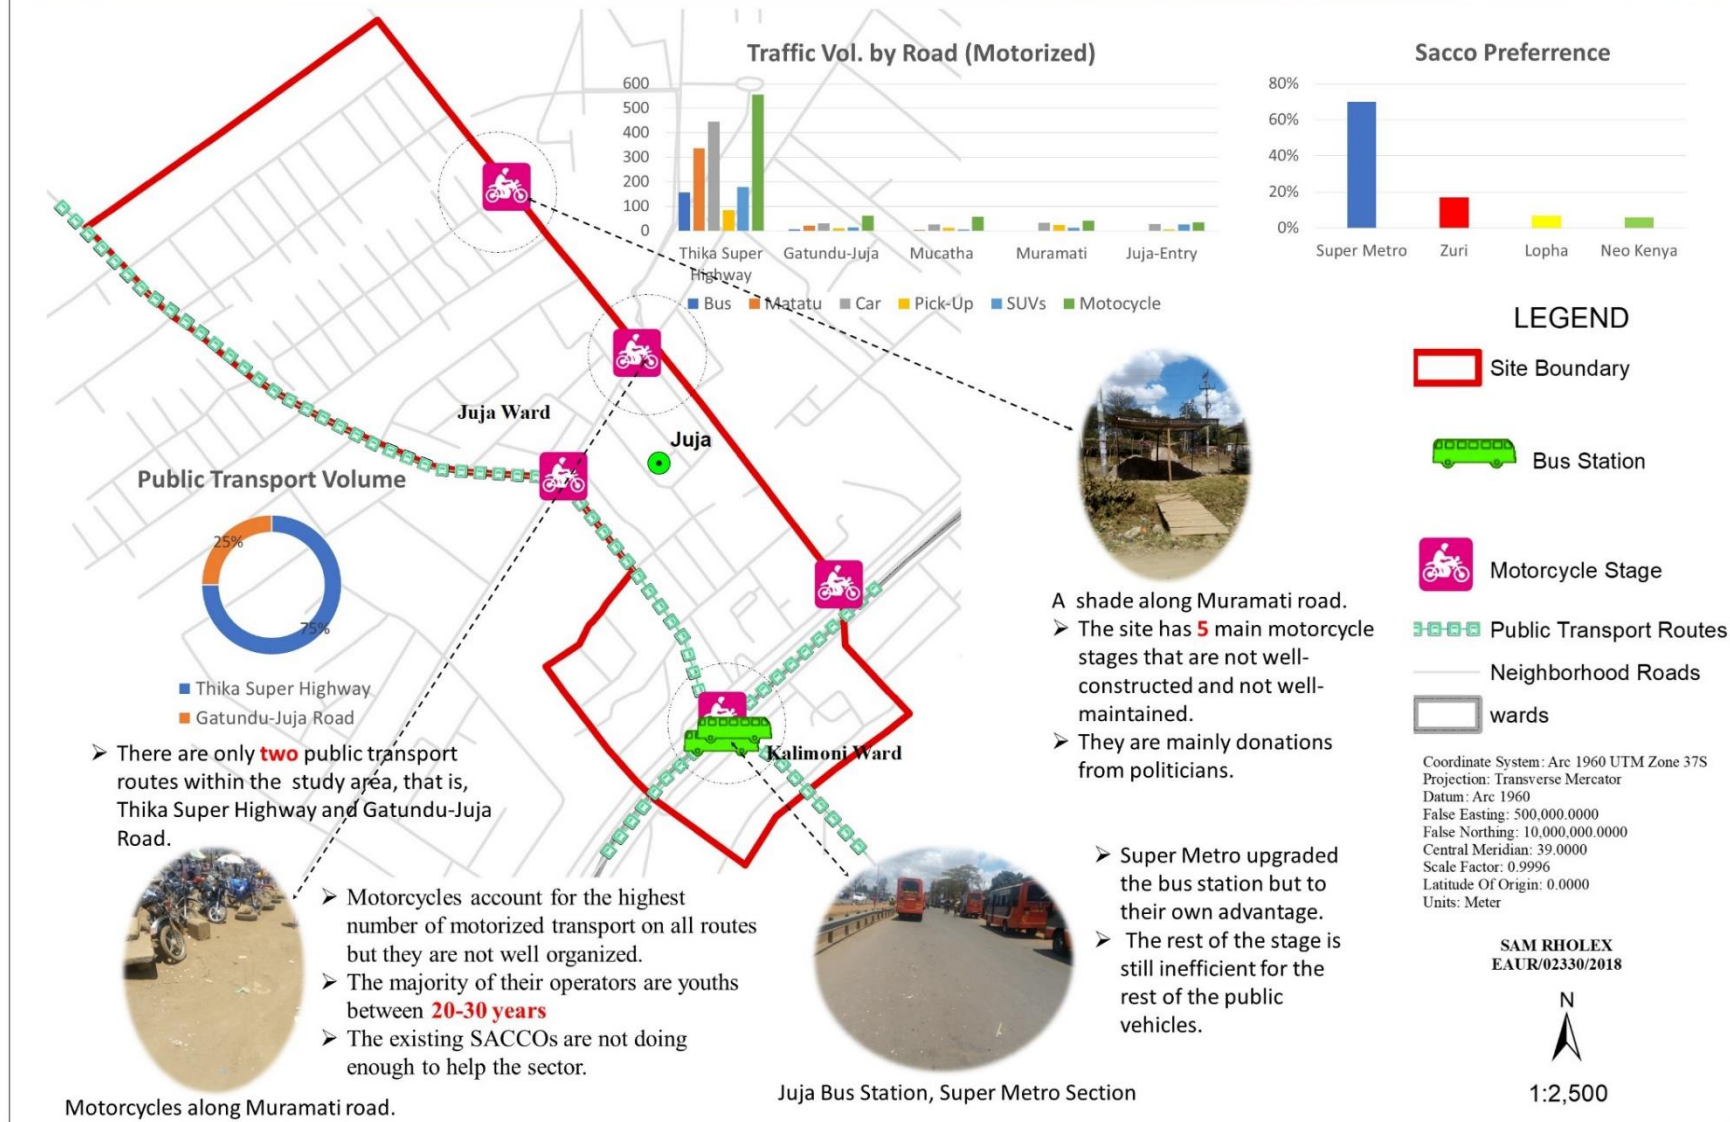 Traffic Vol. by Road (Motorized)
600
500
400
300
200
100
0
Thika Super
Highway
Gatundu-Juja
Mucatha
Muramati
Juja-Entry
Bus
Matatu
Car
Pick-Up
SUVs
Motocycle
Sacco Preferrence
80%
60%
40%
20%
0%
Super Metro
Zuri
Lopha
Neo Kenya
LEGEND
Site Boundary
Bus Station
Motorcycle Stage
Public Transport Routes
Neighborhood Roads
wards
Coordinate System: Arc 1960 UTM Zone 37S
Projection: Transverse Mercator
Datum: Arc 1960
False Easting: 500,000.0000
False Northing: 10,000,000.0000
Central Meridian: 39.0000
Scale Factor: 0.9996
Latitude Of Origin: 0.0000
Units: Meter
SAM RHOLEX
EAUR/02330/2018
N
1:2,500
Juja Ward
Juja
Kalimoni Ward
Public Transport Volume
25%
75%
Thika Super Highway
Gatundu-Juja Road
➢ There are only two public transport
routes within the study area, that is,
Thika Super Highway and Gatundu-Juja
Road.
A shade along Muramati road.
➢ The site has 5 main motorcycle
stages that are not well-
constructed and not well-
maintained.
➢ They are mainly donations
from politicians.
➢ Motorcycles account for the highest
number of motorized transport on all routes
but they are not well organized.
➢ The majority of their operators are youths
between 20-30 years
➢ The existing SACCOs are not doing
enough to help the sector.
Motorcycles along Muramati road.
➢ Super Metro upgraded
the bus station but to
their own advantage.
➢ The rest of the stage is
still inefficient for the
rest of the public
vehicles.
Juja Bus Station, Super Metro Section